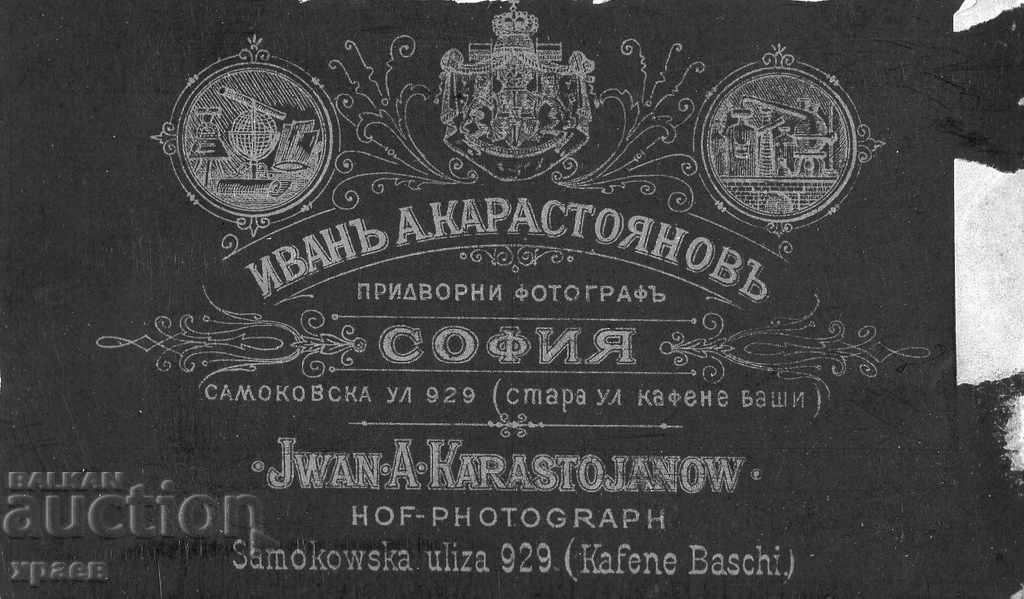 ИВАНЪ А.КАРАСТОЯНОВЪ
ПРИДВОРНИ ФОТОГРАФЪ
СОФИЯ
САМОКОВСКА УЛ 929 (стара ул кафене баши)
·JWAN·A·KARASTOJANOW·
HOF-PHOTOGRAPH
Samokowska uliza 929 (Kafene Baschi.)
BALKAN
auction
храев